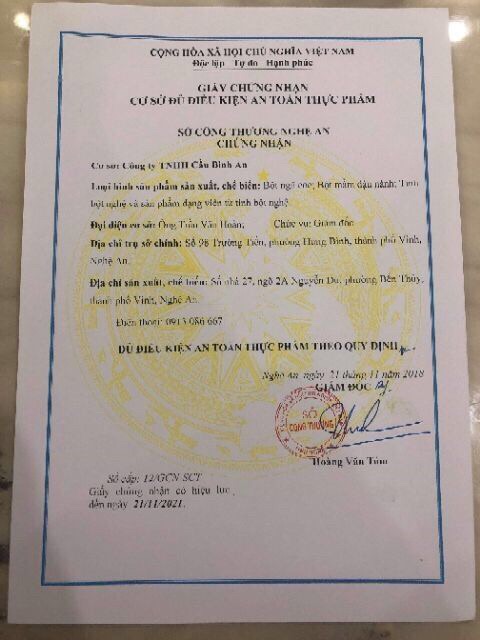 CỘNG HÒA XÃ HỘI CHỦ NGHĨA VIỆT NAM
Độc lập Tự do Hạnh phúc
GIẤY CHỨNG NHẬN
CƠ SỞ ĐỦ ĐIỀU KIỆN AN TOÀN THỰC PHẨM
SỞ CÔNG THƯƠNG NGHỆ AN
CHỨNG NHẬN
Cơ sở: Công ty TNHH Cầu Bình An
Loại hình sản phẩm sản xuất, chế biến: Bột ngũ cốc; Bột mầm đậu nành; Tinh
bột nghệ và sản phẩm dạng viên từ tinh bột nghệ.
Đại diện cơ sở: Ông Trần Văn Hoàn; Chức vụ: Giám đốc
Địa chỉ trụ sở chính: Số 98 Trường Tiến, phường Hưng Bình, thành phố Vinh,
Nghệ An.
Địa chỉ sản xuất, chế biến: Số nhà 27, ngõ 2A Nguyễn Du, phường Bến Thủy,
thành phố Vinh, Nghệ An
Điện thoại: 0913 086 667
ĐỦ ĐIỀU KIỆN AN TOÀN THỰC PHẨM THEO QUY ĐỊNH
Nghệ An, ngày 21 tháng 11 năm 2018
GIÁM ĐỐC
SỞ
CÔNG THƯƠNG
Hoàng Văn Tám
Số cấp: 12/GCN-SCT
Giấy chứng nhận có hiệu lực
đến ngày 21/11/2021.